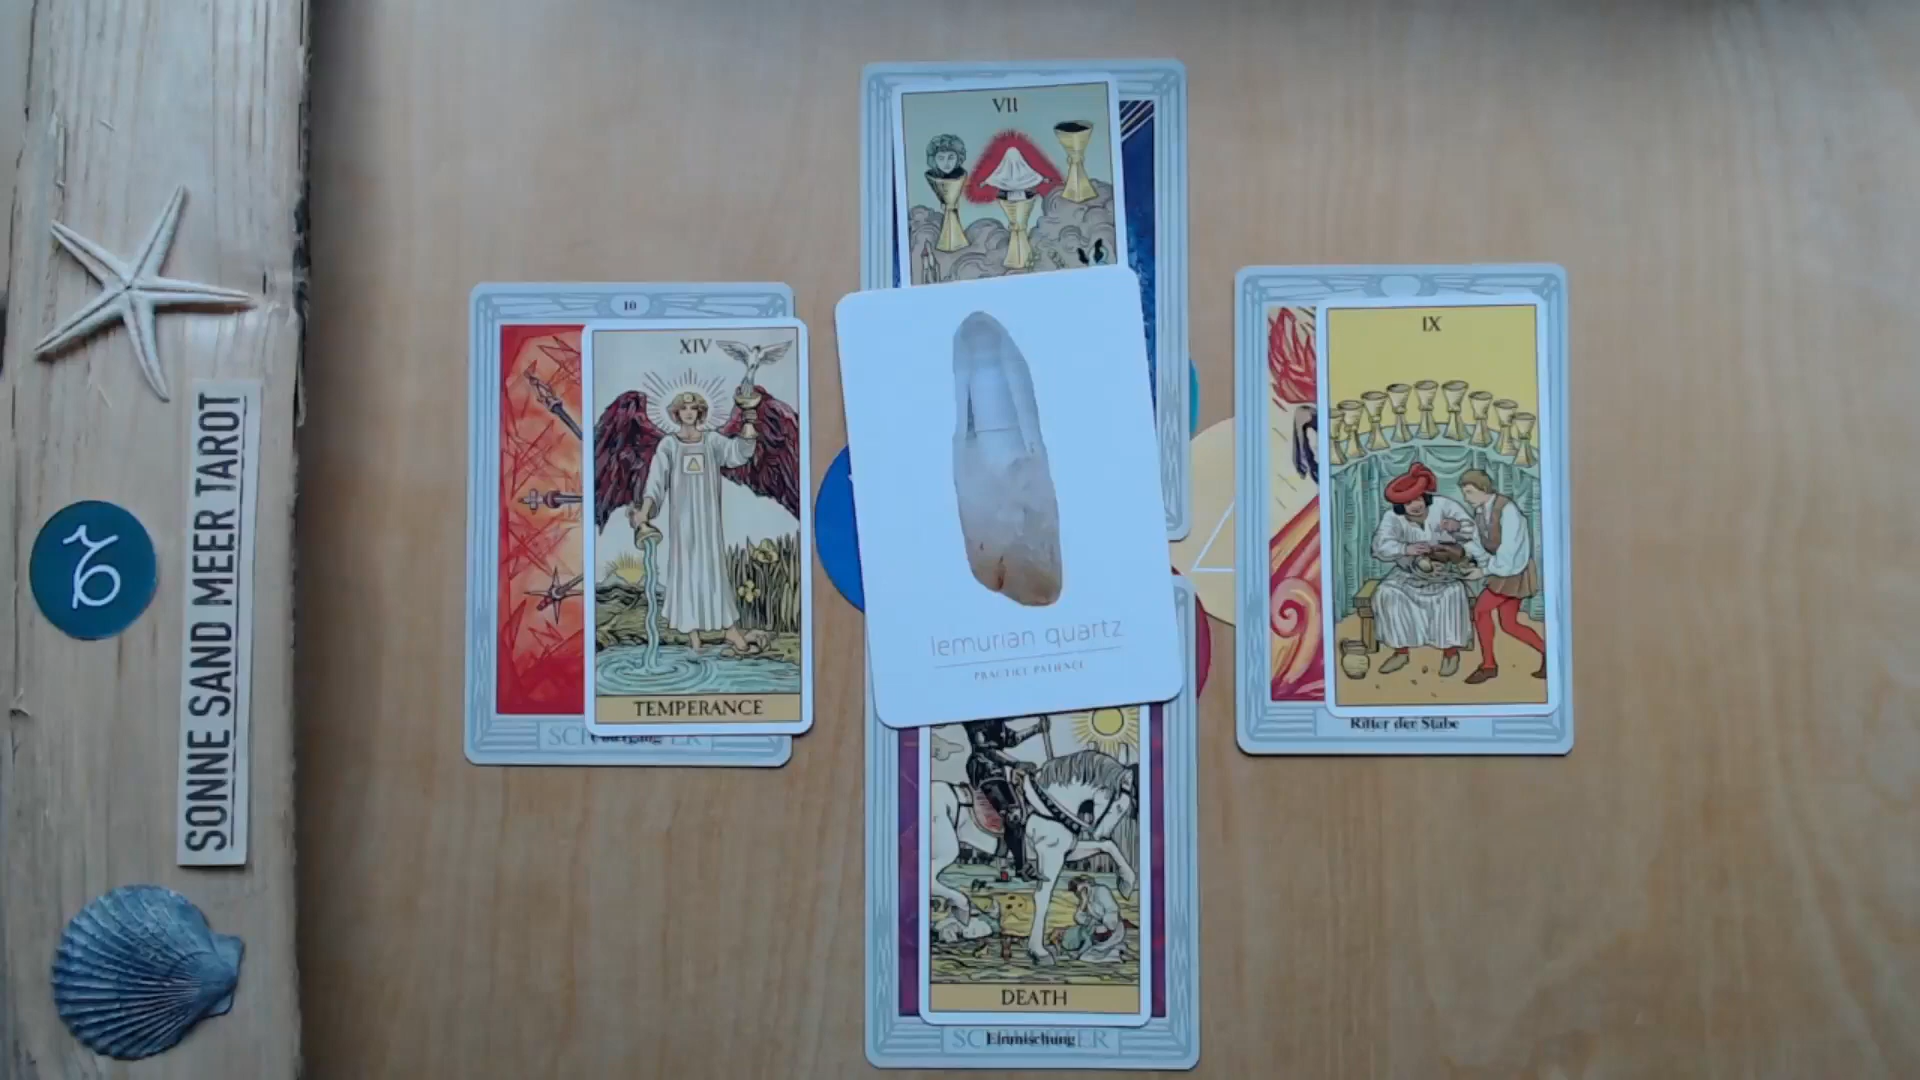 SONNE SAND MEER TAROT
VII
10
XIV
TEMPERANCE
lemurian quartz
PRACTICE PATIENCE
IX
Ritter der Stäbe
DEATH
Einmischung